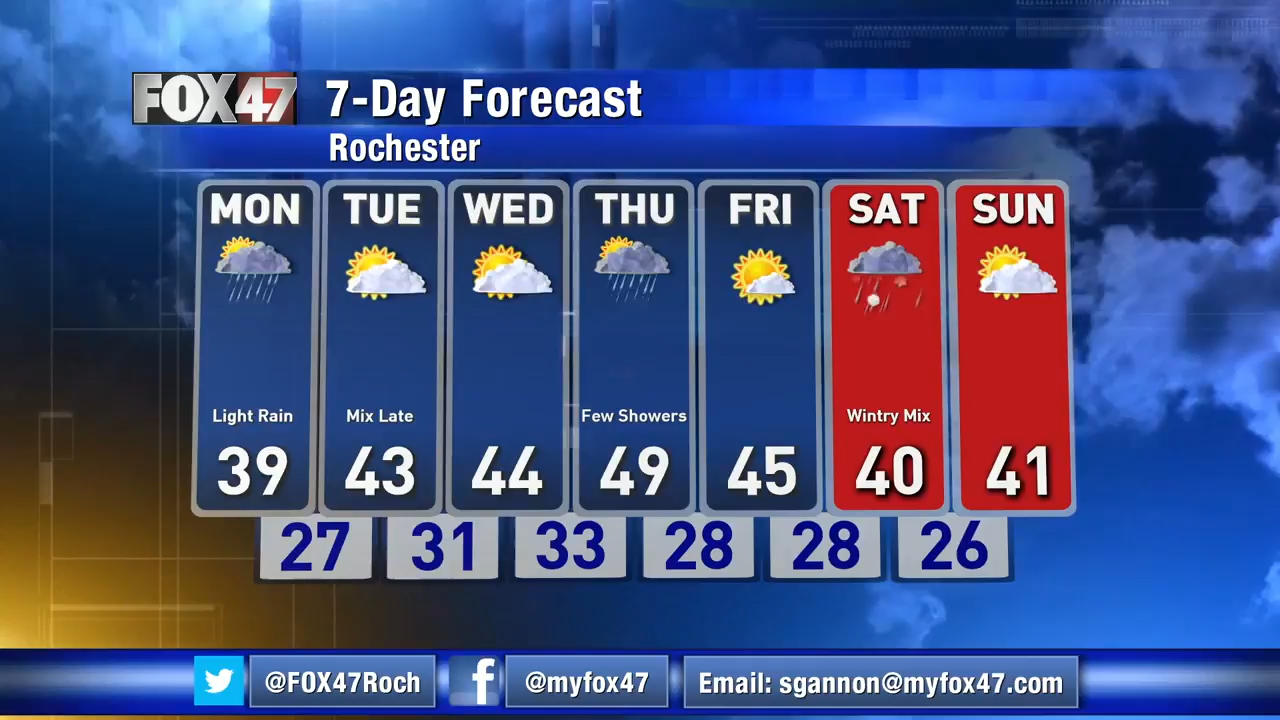 FOX47
7-Day Forecast
Rochester
MON TUE WED THU FRI SAT SUN
Light Rain Mix Late Few Showers Wintry Mix
39 43 44 49 45 40 41
27 31 33 28 28 26
@FOX47Roch @myfox47 Email: sgannon@myfox47.com